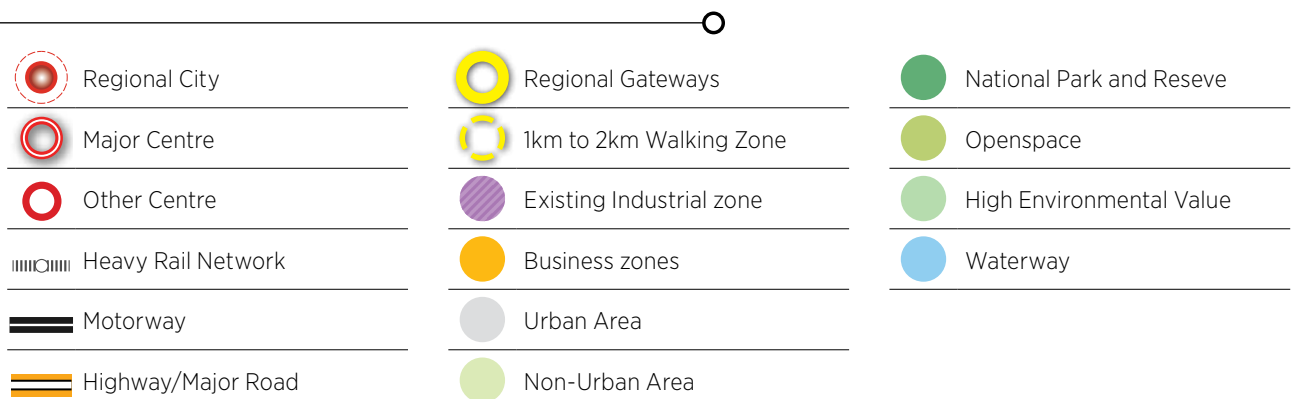 Regional City
Major Centre
Other Centre
Heavy Rail Network
Motorway
Highway/Major Road
Regional Gateways
1km to 2km Walking Zone
Existing Industrial zone
Business zones
Urban Area
Non-Urban Area
National Park and Reseve
Openspace
High Environmental Value
Waterway